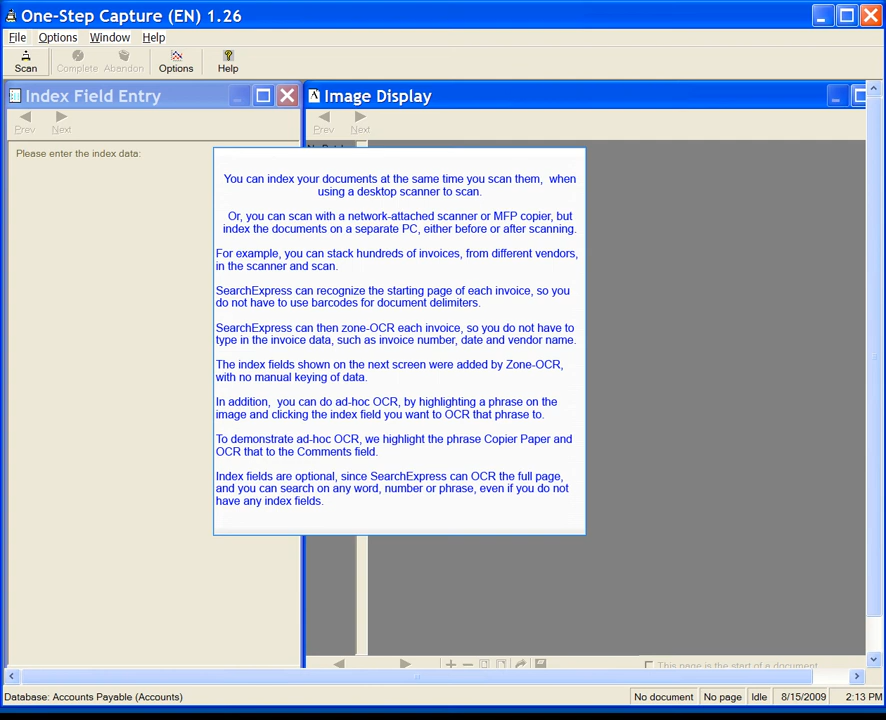 One-Step Capture (EN) 1.26
File Options Window Help
Scan Complete Abandon Options Help
Index Field Entry
Image Display
Prev Next
Prev Next
Please enter the index data:
You can index your documents at the same time you scan them, when
using a desktop scanner to scan.
Or, you can scan with a network-attached scanner or MFP copier, but
index the documents on a separate PC, either before or after scanning.
For example, you can stack hundreds of invoices, from different vendors,
in the scanner and scan.
SearchExpress can recognize the starting page of each invoice, so you
do not have to use barcodes for document delimiters.
SearchExpress can then zone-OCR each invoice, so you do not have to
type in the invoice data, such as invoice number, date and vendor name.
The index fields shown on the next screen were added by Zone-OCR,
with no manual keying of data.
In addition, you can do ad-hoc OCR, by highlighting a phrase on the
image and clicking the index field you want to OCR that phrase to.
To demonstrate ad-hoc OCR, we highlight the phrase Copier Paper and
OCR that to the Comments field.
Index fields are optional, since SearchExpress can OCR the full page,
and you can search on any word, number or phrase, even if you do not
have any index fields.
This page is the start of a document
Database: Accounts Payable (Accounts)
No document No page Idle 8/15/2009 2:13 PM